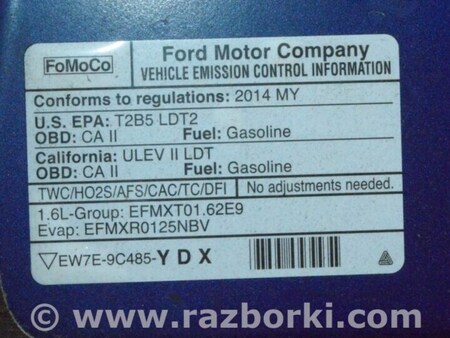 FoMoCo
Ford Motor Company
VEHICLE EMISSION CONTROL INFORMATION
Conforms to regulations: 2014 MY
U.S. EPA: T2B5 LDT2
OBD: CA II Fuel: Gasoline
California: ULEV II LDT
OBD: CA II Fuel: Gasoline
TWC/HO2S/AFS/CAC/TC/DFI No adjustments needed.
1.6L-Group: EFMXT01.62E9
Evap: EFMXR0125NBV
▽EW7E-9C485-Y D X
© www.razborki.com